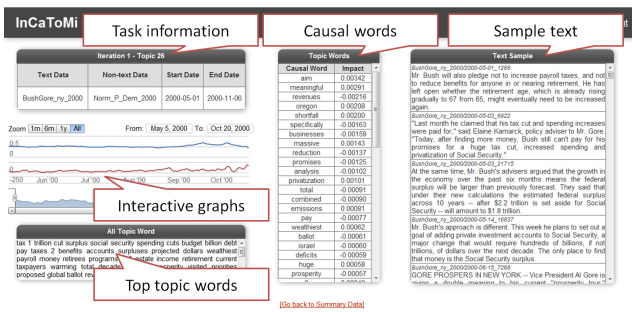 InCaToMi
Task information
Causal words
Sample text
Iteration 1 - Topic 26
Text Data Non-text Data Start Date End Date
BushGore_ny_2000 Norm_P_Dem_2000 2000-05-01 2000-11-06
Zoom 1m 6m 1y All From: May 5, 2000 To: Oct 20, 2000
0.5
0
0
-250 Jun '00 Jul '00 Sep '00 Oct '00
Interactive graphs
All Topic Word
tax 1 trillion cut surplus social security spending cuts budget billion debt
pay taxes 2 benefits accounts surpluses projected dollars wealthiest
payroll money retirees programs estate income retirement current
taxpayers warming total prosperity visited priorities
proposed global ballot
Top topic words
Topic Words
Causal Word Impact
aim 0.00342
meaningful 0.00291
revenues -0.00216
oregon 0.00208
shortfall 0.00200
specifically -0.00163
businesses -0.00159
massive 0.00143
reduction -0.00137
promises -0.00125
analysis -0.00102
privatization 0.00101
total -0.00091
combined -0.00090
emissions 0.00081
pay -0.00077
wealthiest 0.00062
ballot -0.00061
israel -0.00060
deficits -0.00059
huge 0.00058
prosperity -0.00057
[Go back to Summary Data]
Text Sample
BushGore_ny_2000/2000-05-01_1268
Mr. Bush will also pledge not to increase payroll taxes, and not
to reduce benefits for anyone in or nearing retirement. He has
left open whether the retirement age, which is already rising
gradually to 67 from 65, might eventually need to be increased
again.
BushGore_ny_2000/2000-05-03_6922
"Last month he claimed that his tax cut and spending increases
were paid for," said Elaine Kamarck, policy adviser to Mr. Gore.
"Today, after finding more money, Bush still can't pay for his
promises for a huge tax cut, increased spending and
privatization of Social Security."
BushGore_ny_2000/2000-05-03_21715
At the same time, Mr. Bush's advisers argued that the growth in
the economy over the past six months means the federal
surplus will be larger than previously forecast. They said that
under their new calculations the estimated federal surplus
across 10 years -- after $2.2 trillion is set aside for Social
Security -- will amount to $1.8 trillion.
BushGore_ny_2000/2000-05-14_16837
Mr. Bush's approach is different. This week he plans to set out a
goal of adding private investment accounts to Social Security, a
major change that would require hundreds of billions, if not
trillions, of dollars over the next decade. The only place to find
that money is the Social Security surplus.
BushGore_ny_2000/2000-06-15_7268
GORE PROSPERS IN NEW YORK -- Vice President Al Gore is
giving a double meaning to his current "prosperity tour."